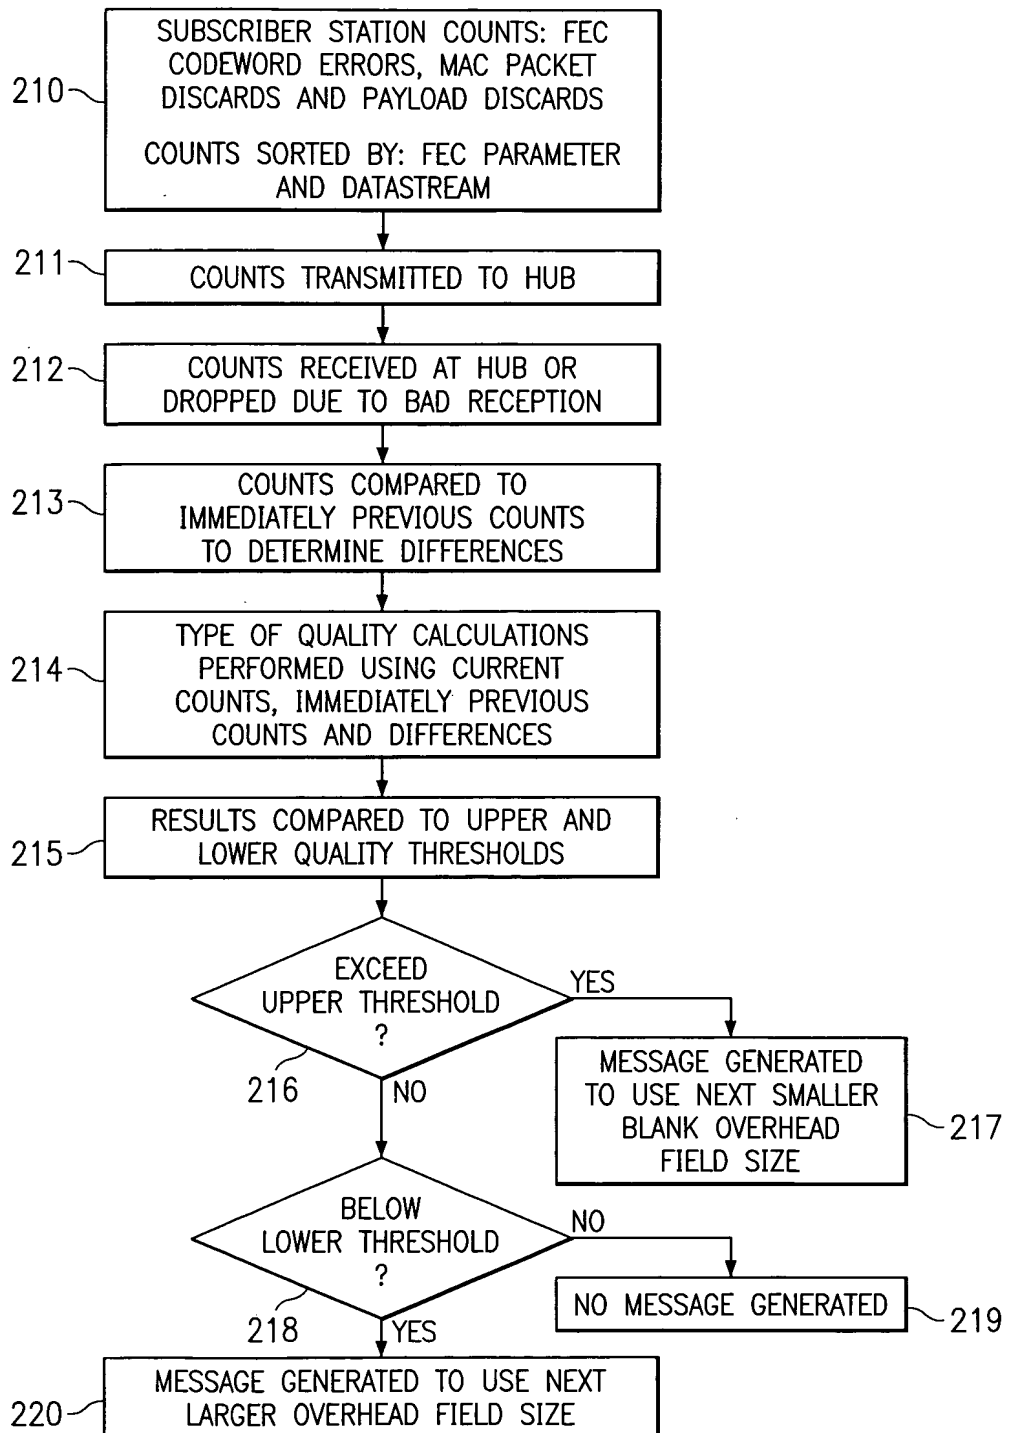 210
SUBSCRIBER STATION COUNTS: FEC
CODEWORD ERRORS, MAC PACKET
DISCARDS AND PAYLOAD DISCARDS
COUNTS SORTED BY: FEC PARAMETER
AND DATASTREAM
211
COUNTS TRANSMITTED TO HUB
212
COUNTS RECEIVED AT HUB OR
DROPPED DUE TO BAD RECEPTION
213
COUNTS COMPARED TO
IMMEDIATELY PREVIOUS COUNTS
TO DETERMINE DIFFERENCES
214
TYPE OF QUALITY CALCULATIONS
PERFORMED USING CURRENT
COUNTS, IMMEDIATELY PREVIOUS
COUNTS AND DIFFERENCES
215
RESULTS COMPARED TO UPPER AND
LOWER QUALITY THRESHOLDS
EXCEED
UPPER THRESHOLD
?
216
YES
NO
MESSAGE GENERATED
TO USE NEXT SMALLER
BLANK OVERHEAD
FIELD SIZE
217
BELOW
LOWER THRESHOLD
?
218
NO
YES
NO MESSAGE GENERATED
219
220
MESSAGE GENERATED TO USE NEXT
LARGER OVERHEAD FIELD SIZE